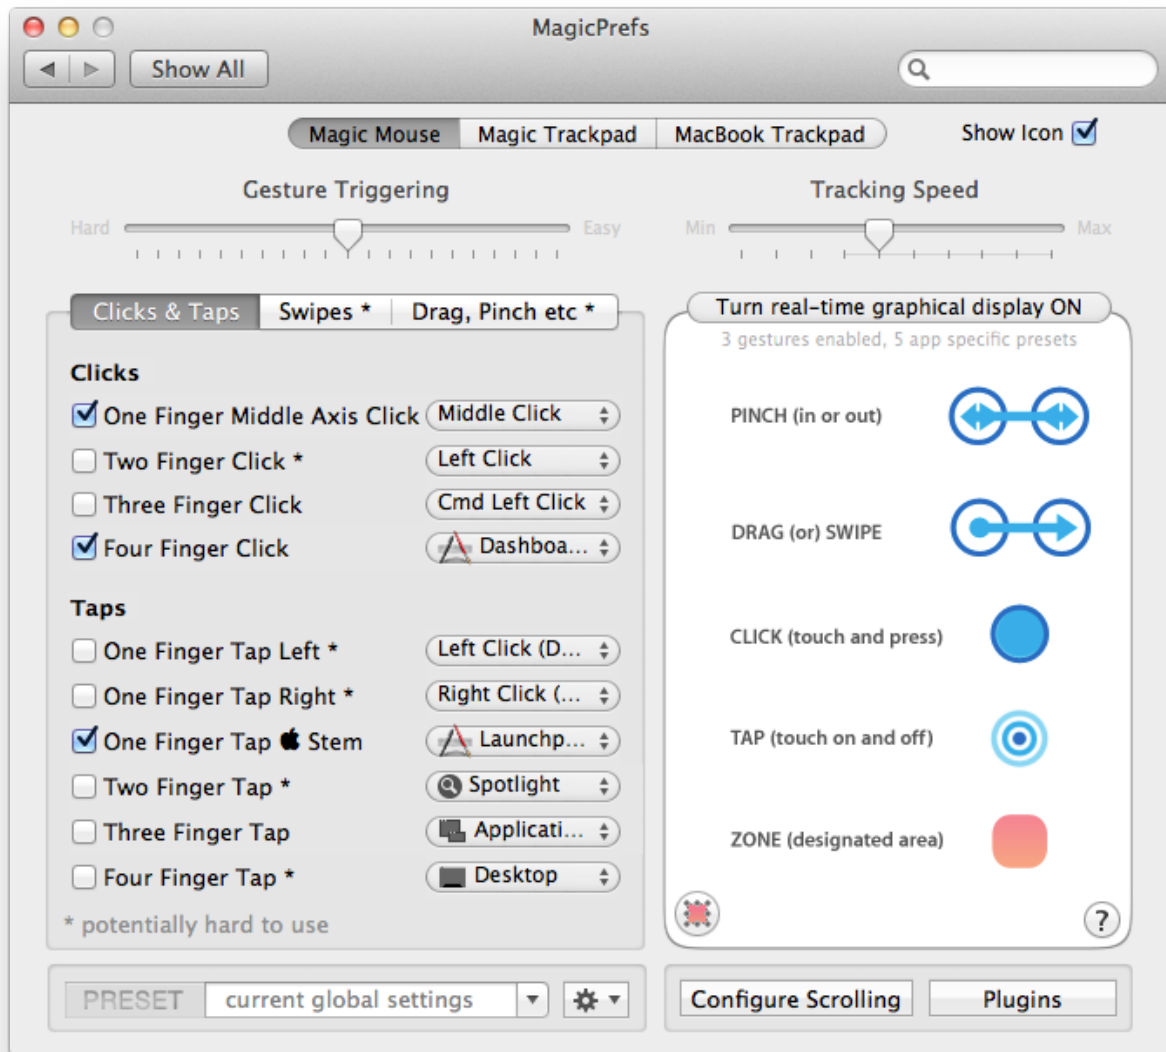 MagicPrefs
Show All
Magic Mouse Magic Trackpad MacBook Trackpad Show Icon
Gesture Triggering
Hard Easy
Tracking Speed
Min Max
Clicks & Taps Swipes * Drag, Pinch etc *
Clicks
One Finger Middle Axis Click Middle Click
Two Finger Click * Left Click
Three Finger Click Cmd Left Click
Four Finger Click Dashboa...
Taps
One Finger Tap Left * Left Click (D...
One Finger Tap Right * Right Click (...
One Finger Tap Stem Launchp...
Two Finger Tap * Spotlight
Three Finger Tap Applicati...
Four Finger Tap * Desktop
* potentially hard to use
Turn real-time graphical display ON
3 gestures enabled, 5 app specific presets
PINCH (in or out)
DRAG (or) SWIPE
CLICK (touch and press)
TAP (touch on and off)
ZONE (designated area)
?
PRESET current global settings
Configure Scrolling Plugins